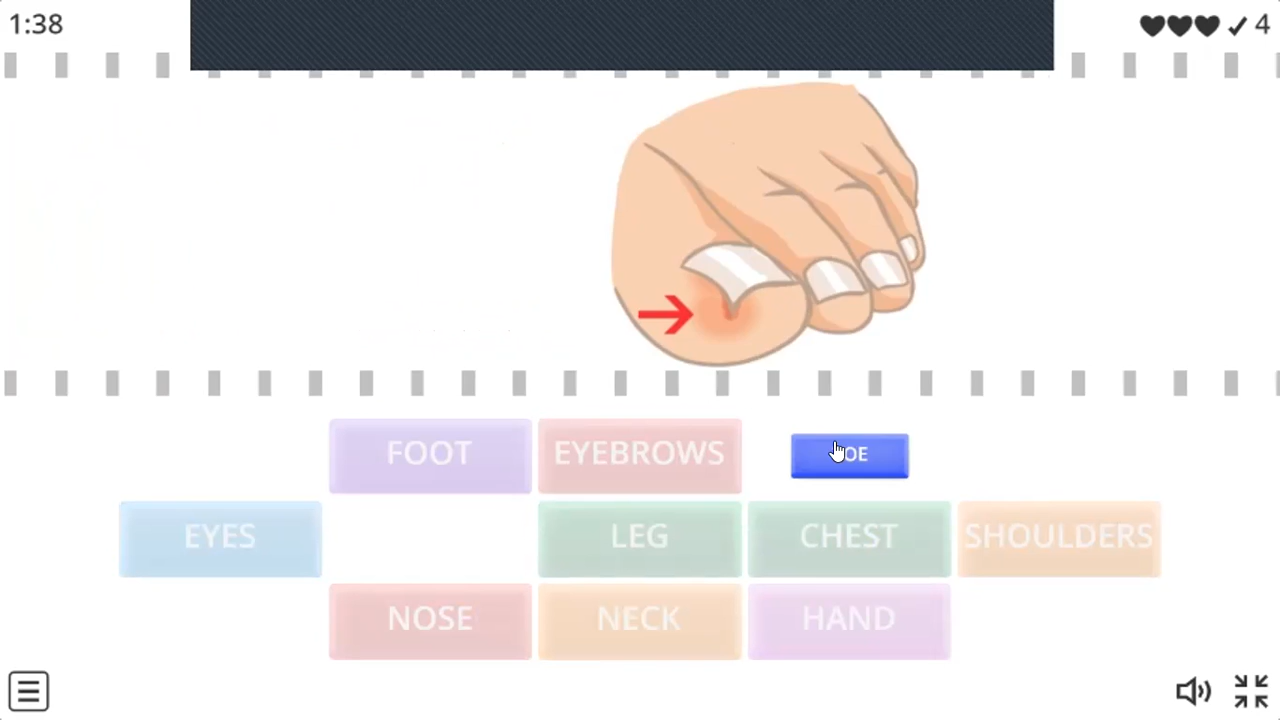 1:38
4
FOOT
EYEBROWS
EYES
LEG
CHEST
SHOULDERS
NOSE
NECK
HAND